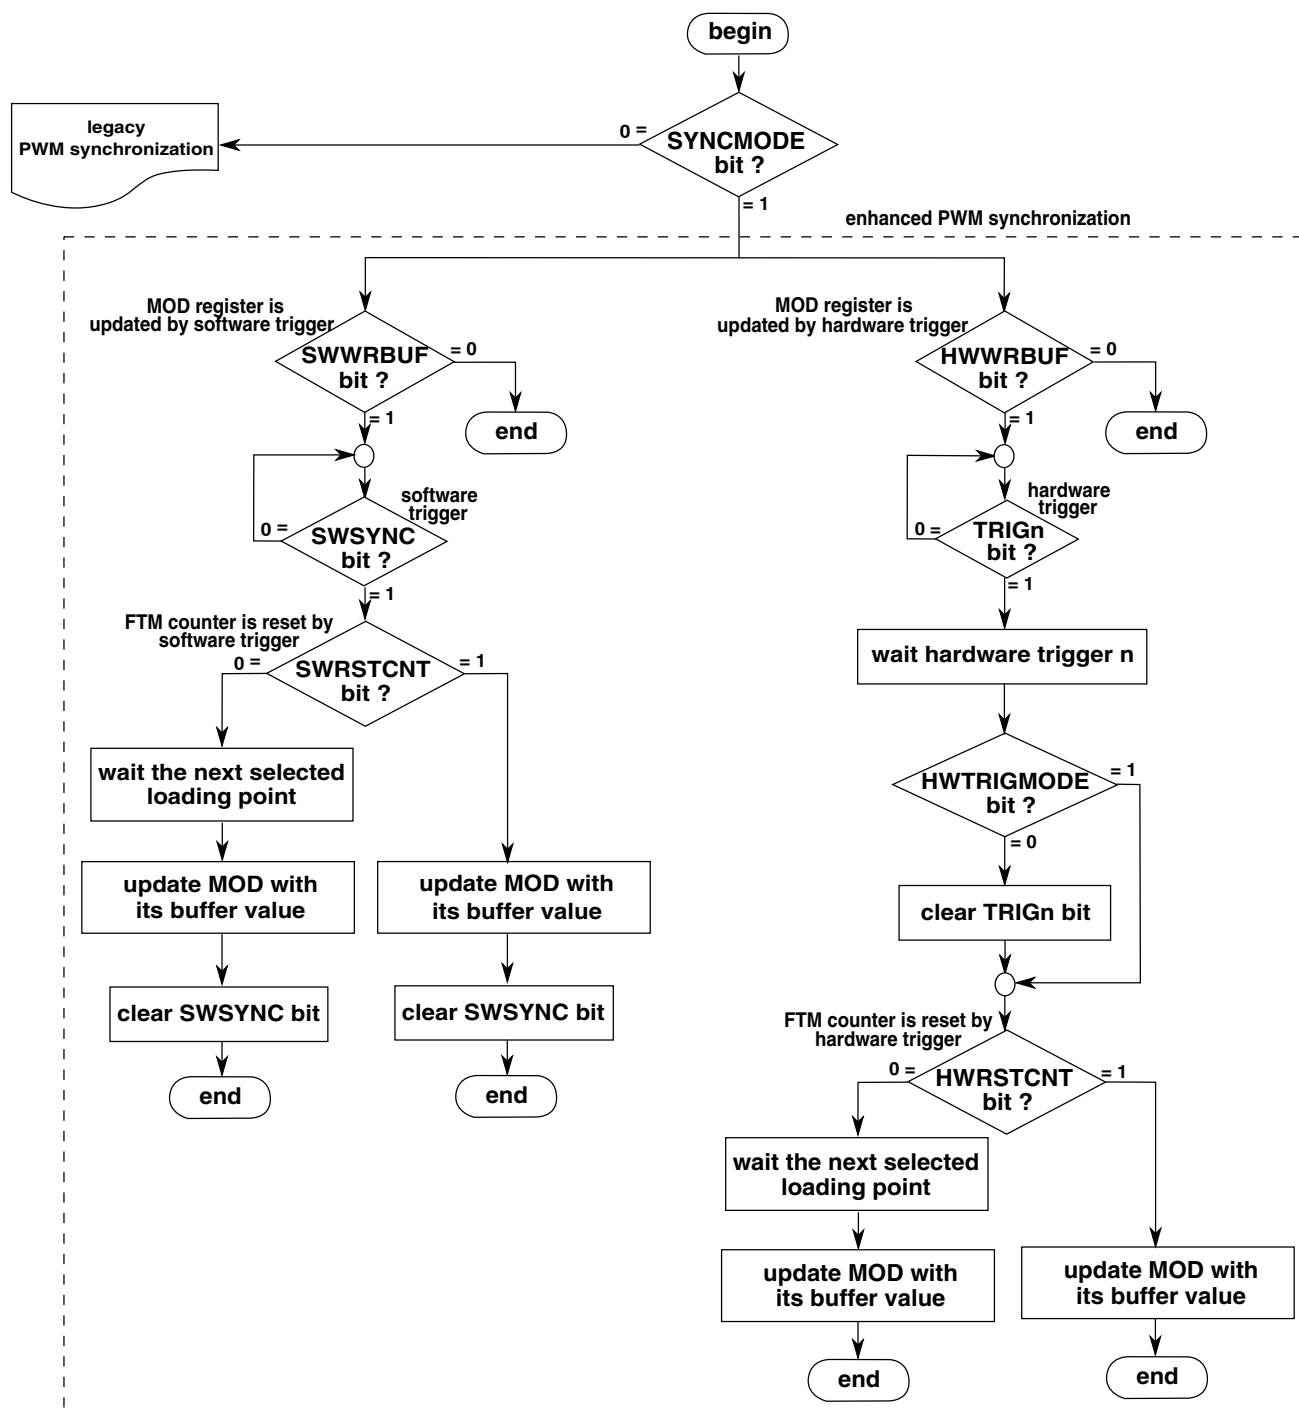 begin
SYNCMODE
bit ?
0 =
= 1
legacy
PWM synchronization
enhanced PWM synchronization
MOD register is
updated by software trigger
SWWRBUF
bit ?
= 0
end
= 1
software
trigger
SWSYNC
bit ?
0 =
= 1
FTM counter is reset by
software trigger
SWRSTCNT
bit ?
0 =
= 1
wait the next selected
loading point
update MOD with
its buffer value
clear SWSYNC bit
end
update MOD with
its buffer value
clear SWSYNC bit
end
MOD register is
updated by hardware trigger
HWWRBUF
bit ?
= 0
end
= 1
hardware
trigger
TRIGn
bit ?
0 =
= 1
wait hardware trigger n
HWTRIGMODE
bit ?
= 1
= 0
clear TRIGn bit
FTM counter is reset by
hardware trigger
HWRSTCNT
bit ?
0 =
= 1
wait the next selected
loading point
update MOD with
its buffer value
end
update MOD with
its buffer value
end